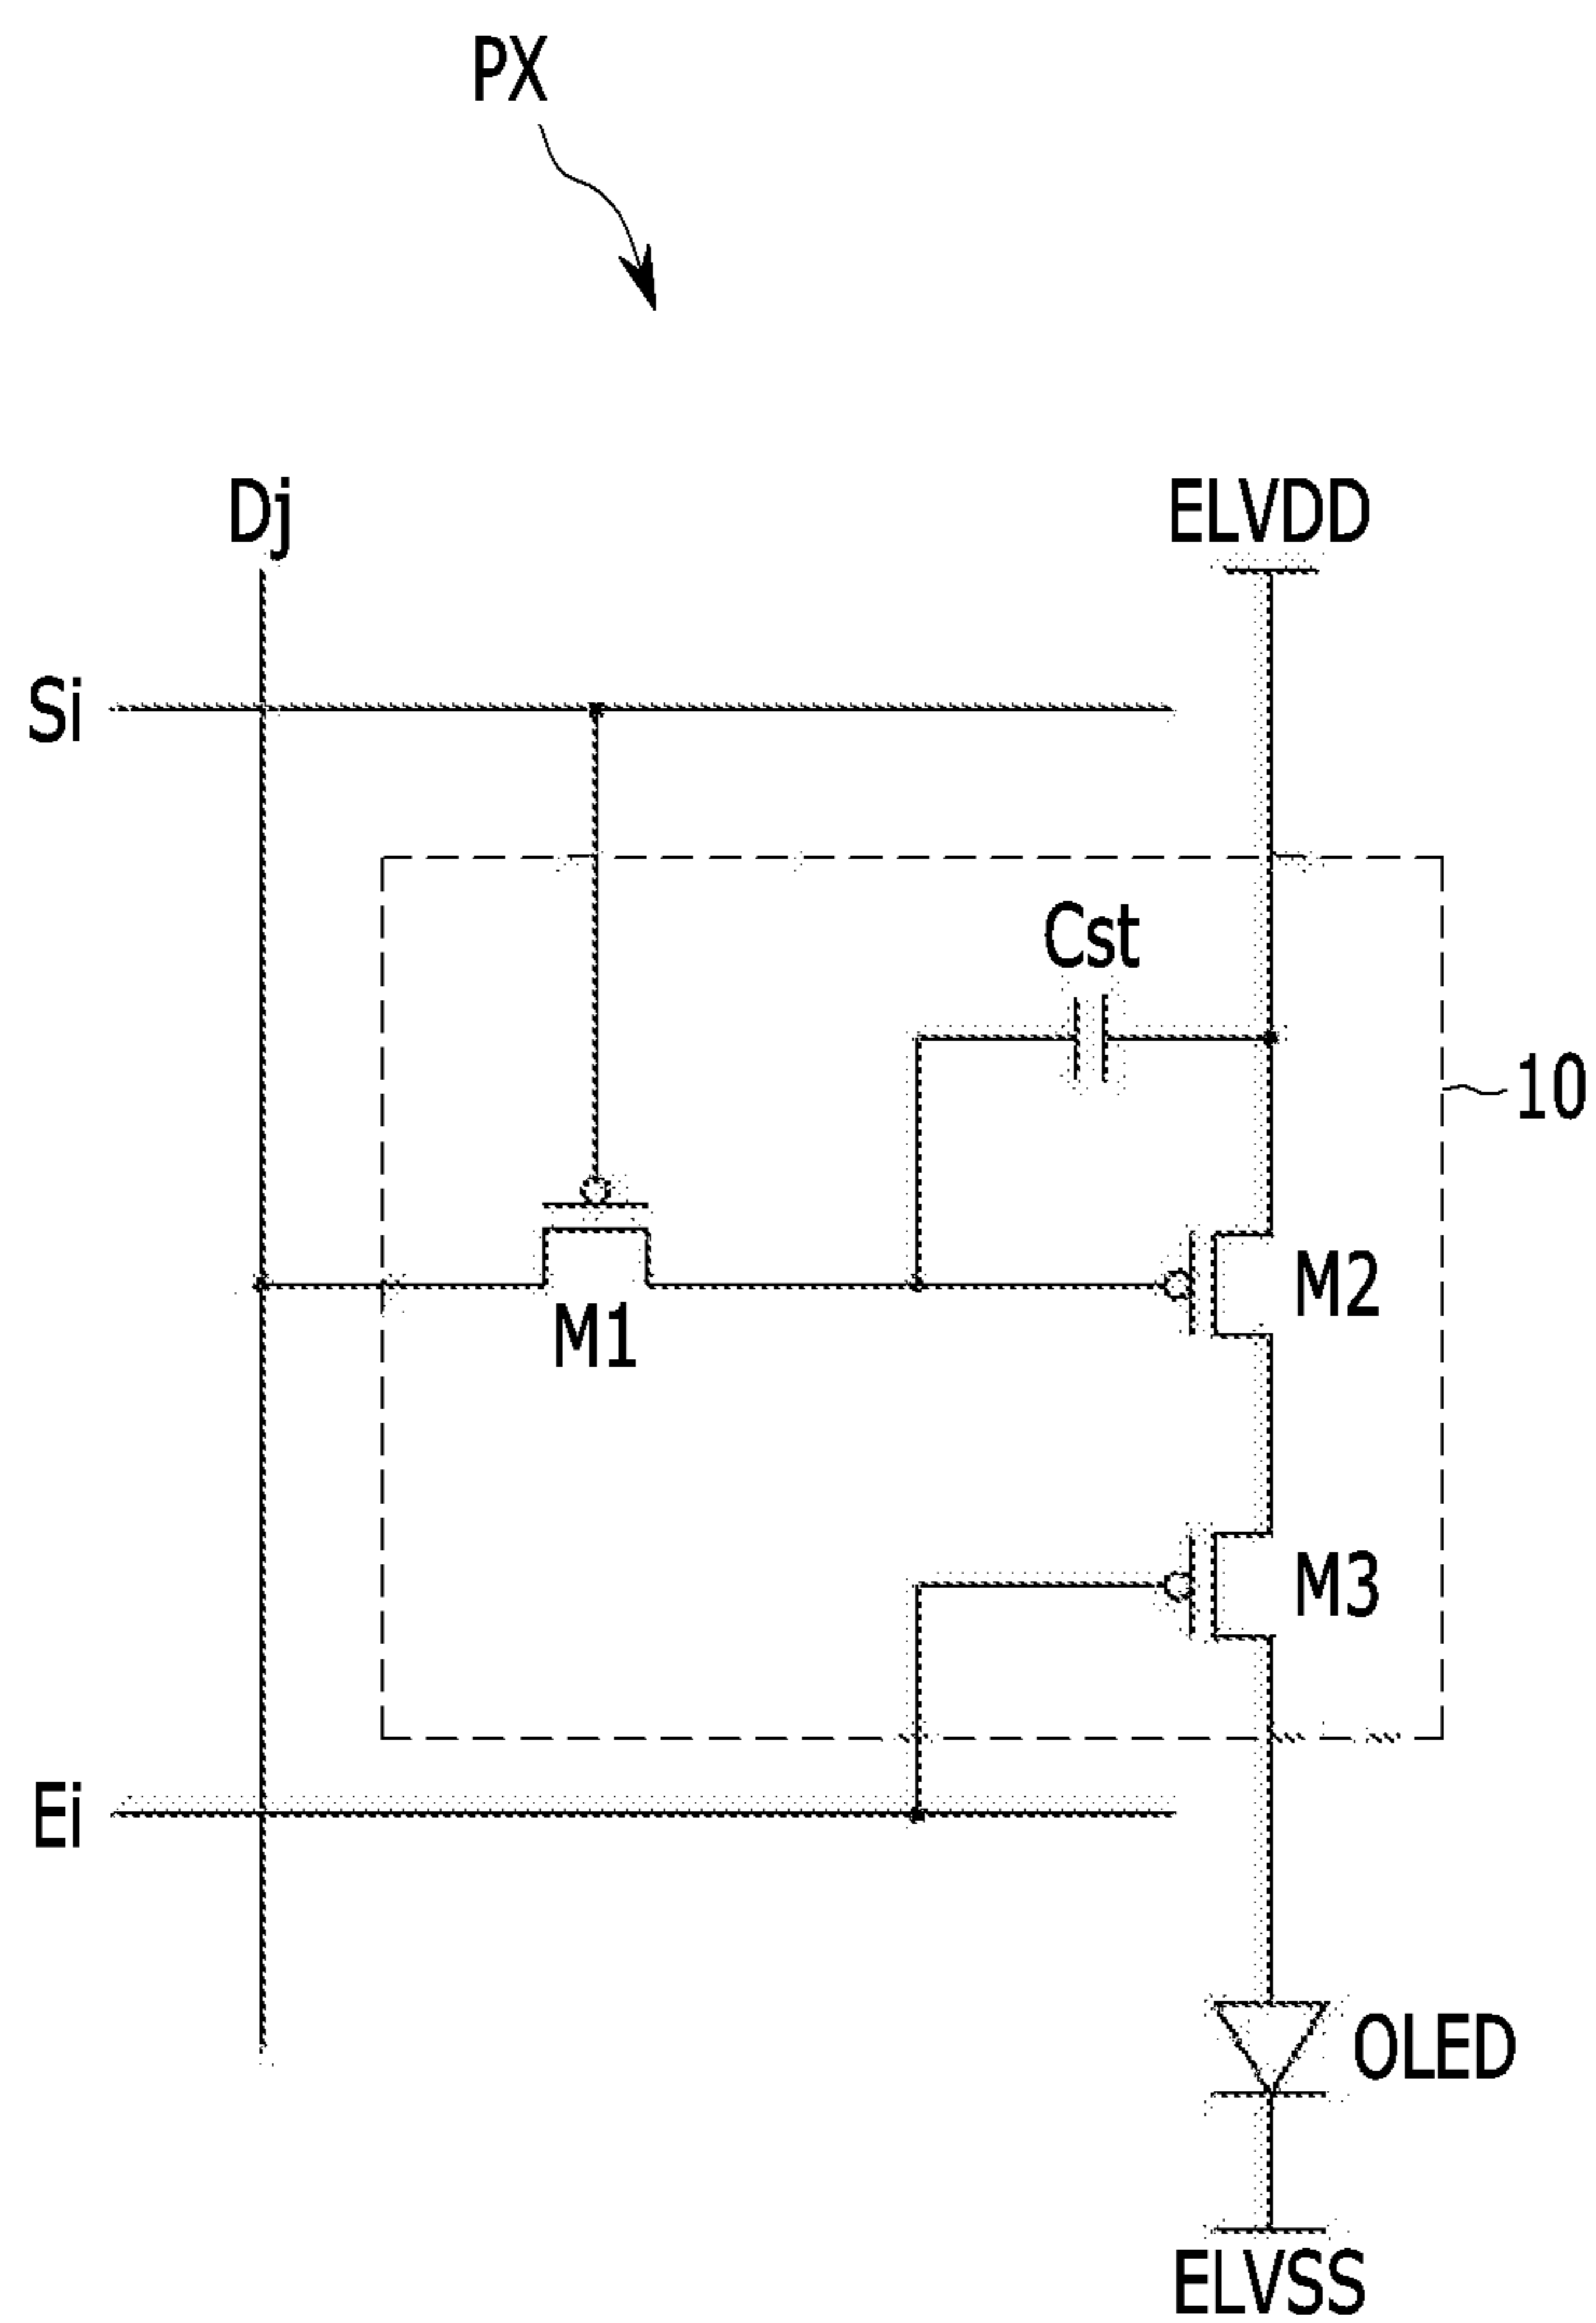 PX
Dj
ELVDD
Si
Cst
10
M2
M1
M3
Ei
OLED
ELVSS